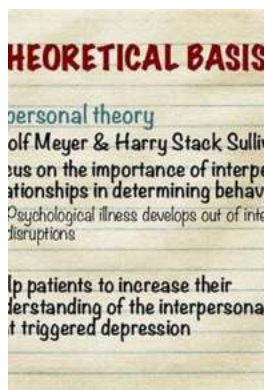 HEORETICAL BASIS
personal theory
olf Meyer & Harry Stack Sulliv
cus on the importance of interpe
ationships in determining behav
Psychological illness develops out of inte
disruptions
lp patients to increase their
derstanding of the interpersona
t triggered depression